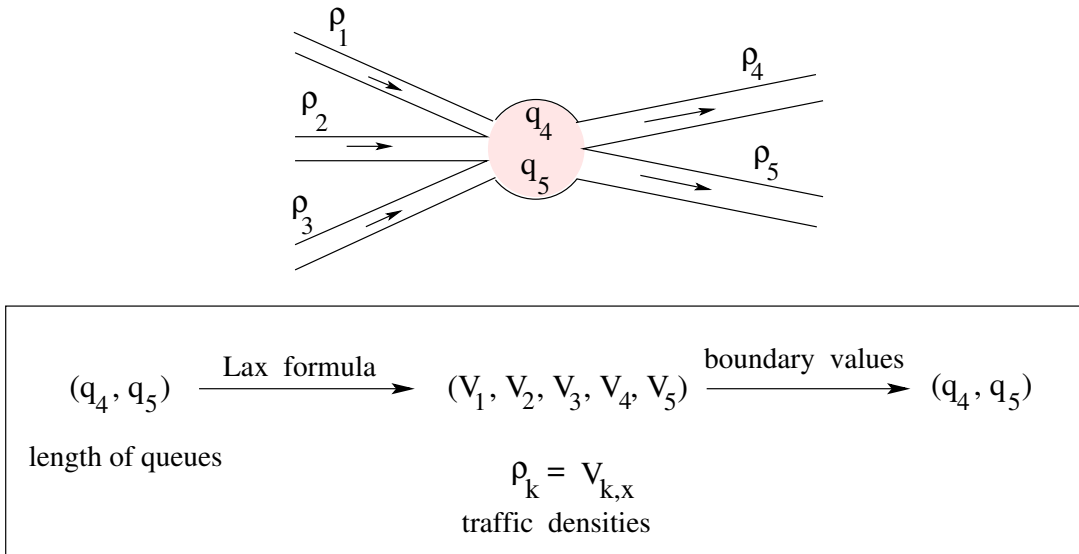 ρ₁
ρ₂
ρ₃
q₄
q₅
ρ₄
ρ₅
(q₄, q₅) Lax formula (V₁, V₂, V₃, V₄, V₅) boundary values (q₄, q₅)
length of queues
ρₖ = Vₖ,ₓ
traffic densities